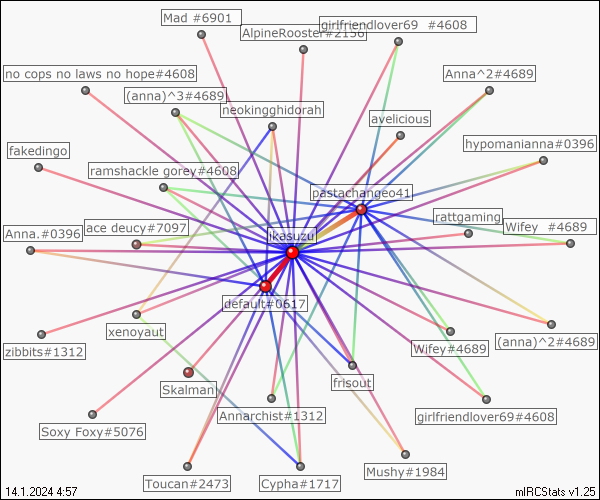 Mad #6901
AlpineRooster#2156
girlfriendlover69 #4608
no cops no laws no hope#4608
Anna^2#4689
(anna)^3#4689
neokingghidorah
avelicious
hypomanianna#0396
fakedingo
ramshackle gorey#4608
pastachangeo41
rattgaming
Wifey #4689
Anna.#0396
ace deucy#7097
ikasuzu
default#0617
xenoyaut
zibbits#1312
(anna)^2#4689
Wifey#4689
frisout
Skalman
Annarchist#1312
girlfriendlover69#4608
Soxy Foxy#5076
Toucan#2473
Cypha#1717
Mushy#1984
14.1.2024 4:57
mIRCStats v1.25